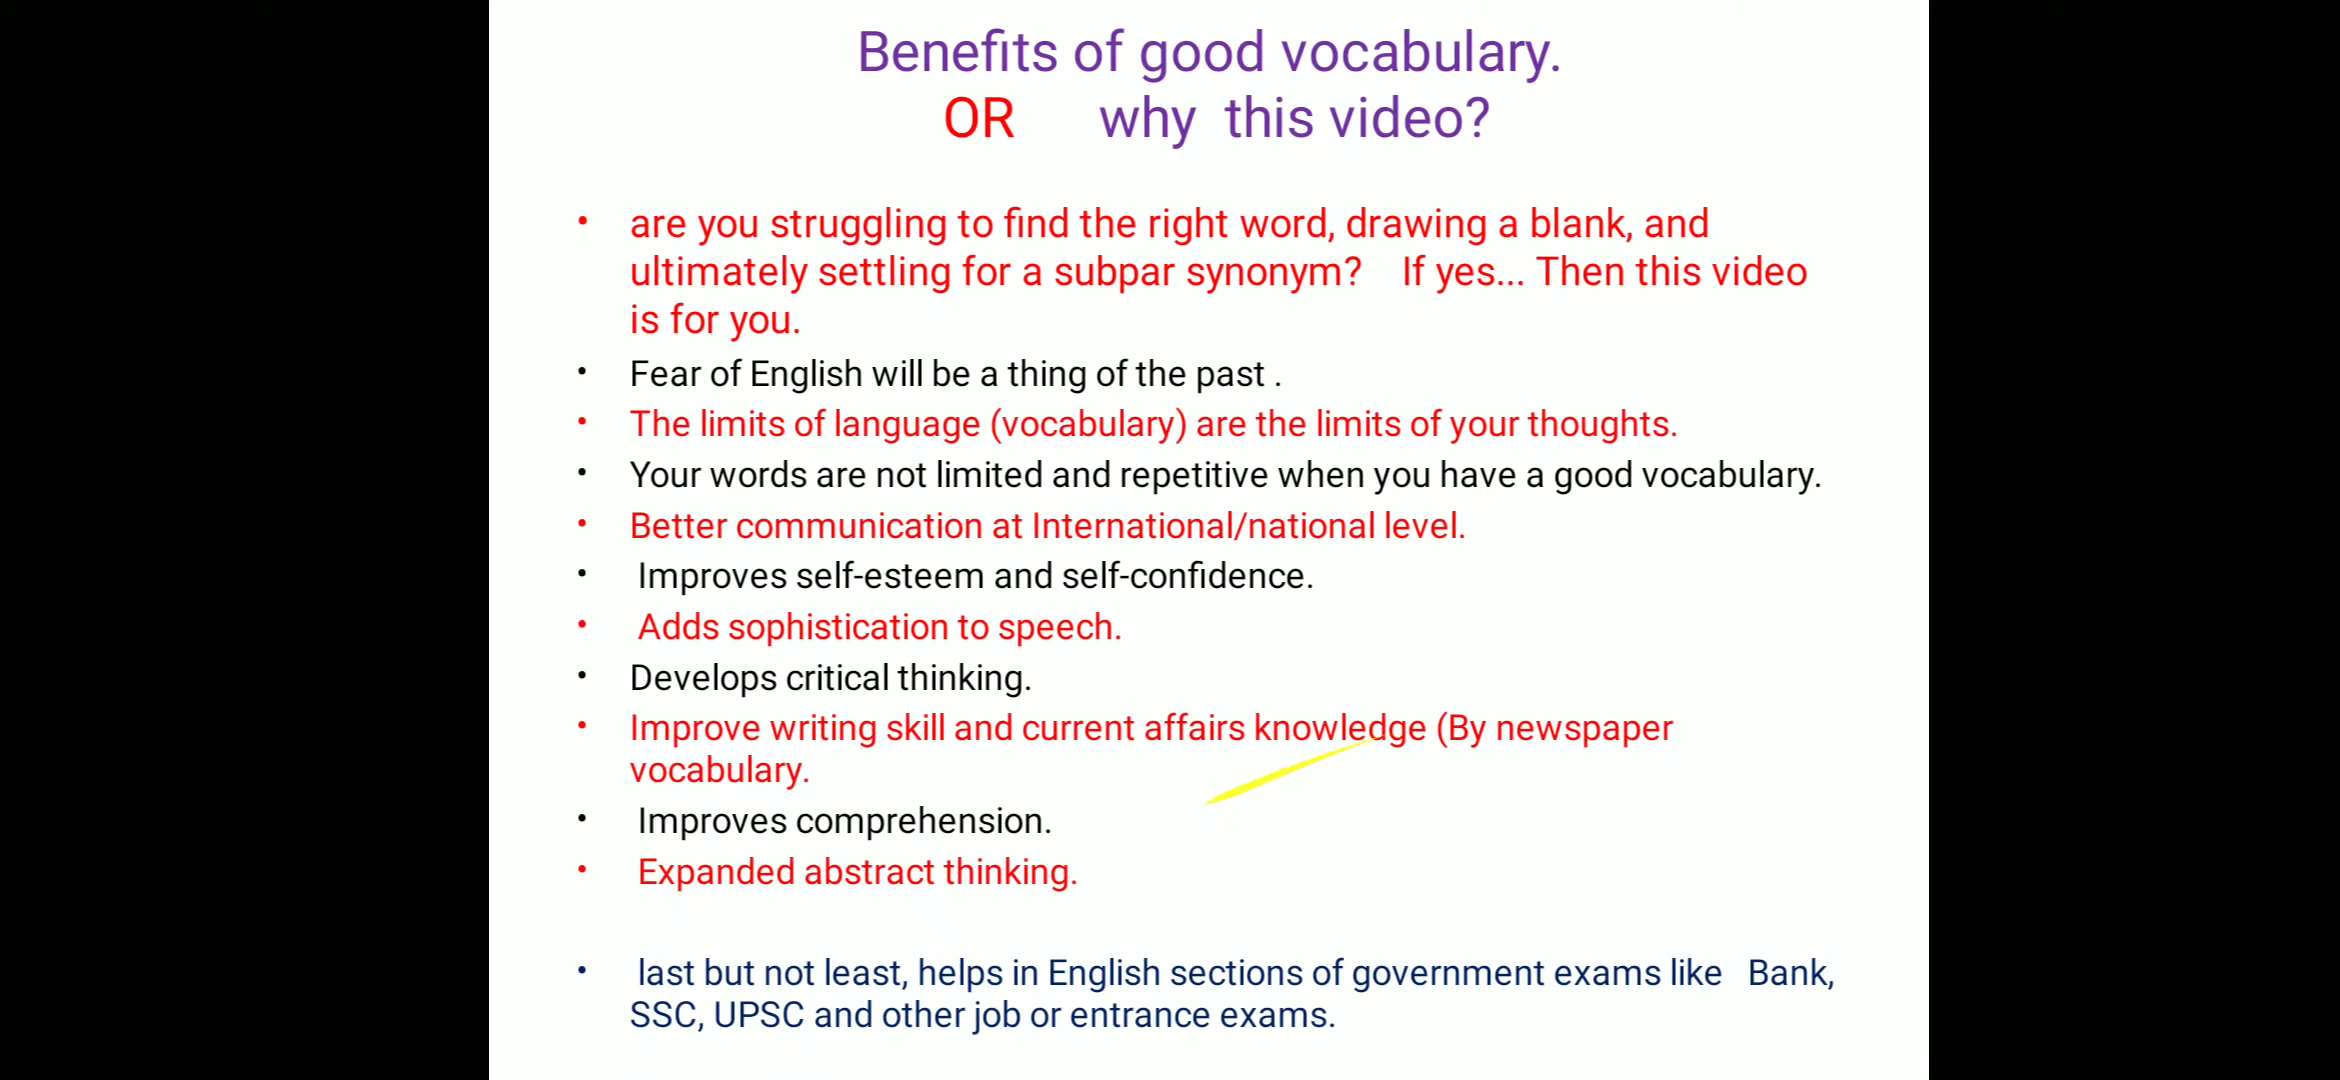 Benefits of good vocabulary.
OR why this video?
• are you struggling to find the right word, drawing a blank, and
ultimately settling for a subpar synonym? If yes... Then this video
is for you.
• Fear of English will be a thing of the past .
• The limits of language (vocabulary) are the limits of your thoughts.
• Your words are not limited and repetitive when you have a good vocabulary.
• Better communication at International/national level.
• Improves self-esteem and self-confidence.
• Adds sophistication to speech.
• Develops critical thinking.
• Improve writing skill and current affairs knowledge (By newspaper
vocabulary.
• Improves comprehension.
• Expanded abstract thinking.
• last but not least, helps in English sections of government exams like Bank,
SSC, UPSC and other job or entrance exams.